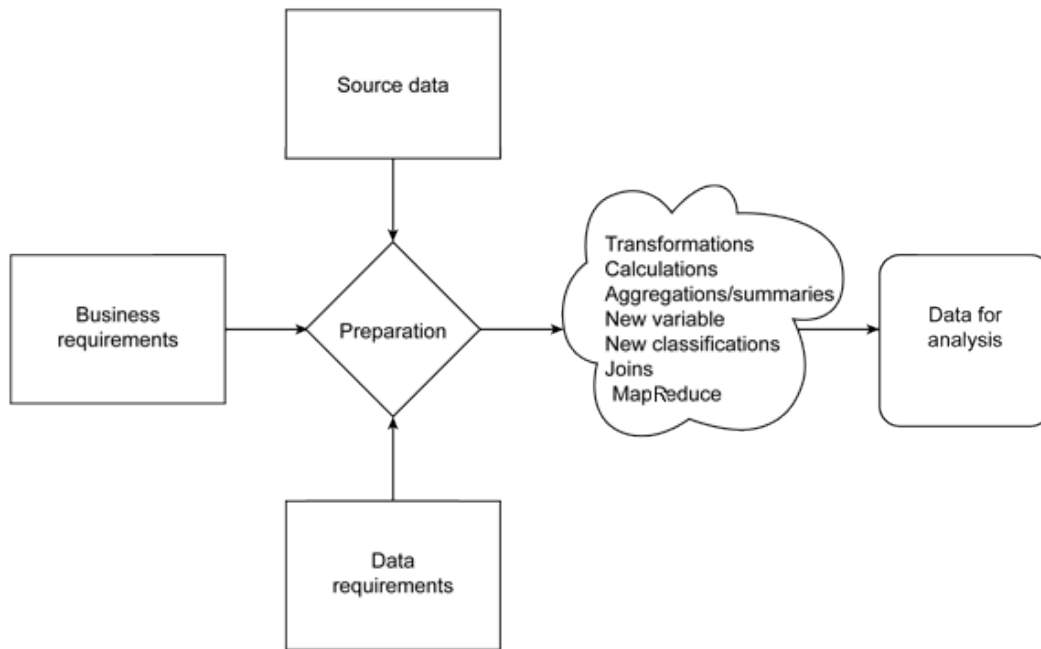 Source data
Business
requirements
Preparation
Transformations
Calculations
Aggregations/summaries
New variable
New classifications
Joins
MapReduce
Data for
analysis
Data
requirements